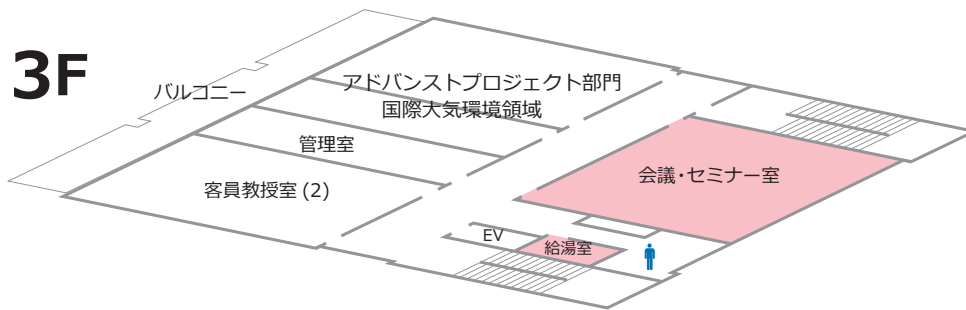 3F
バルコニー
アドバンストプロジェクト部門
国際大気環境領域
管理室
客員教授室 (2)
会議・セミナー室
EV
給湯室